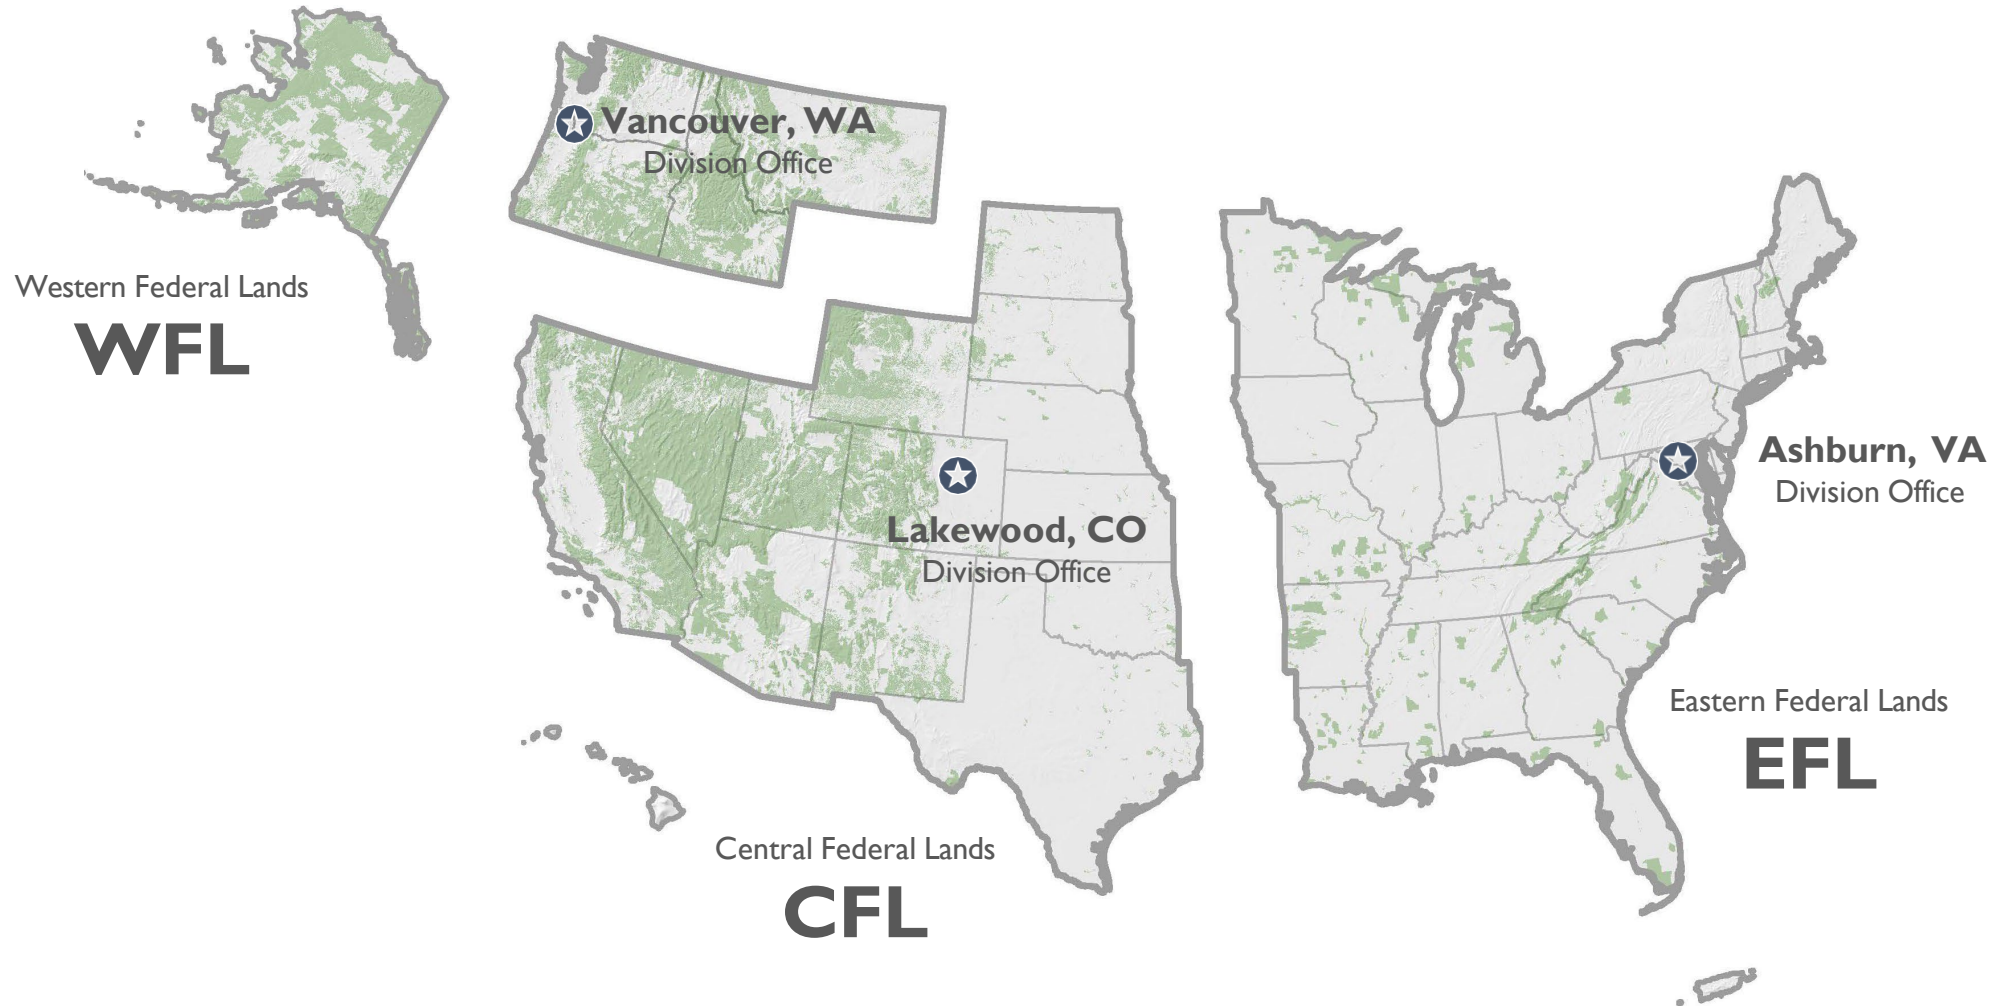 Vancouver, WA
Division Office
Western Federal Lands
WFL
Ashburn, VA
Division Office
Lakewood, CO
Division Office
Eastern Federal Lands
EFL
Central Federal Lands
CFL